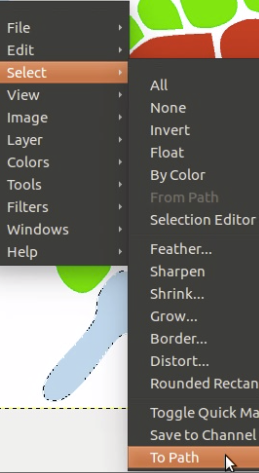 File
Edit
Select
View
Image
Layer
Colors
Tools
Filters
Windows
Help
All
None
Invert
Float
By Color
From Path
Selection Editor
Feather...
Sharpen
Shrink...
Grow...
Border...
Distort...
Rounded Rectan
Toggle Quick Ma
Save to Channel
To Path